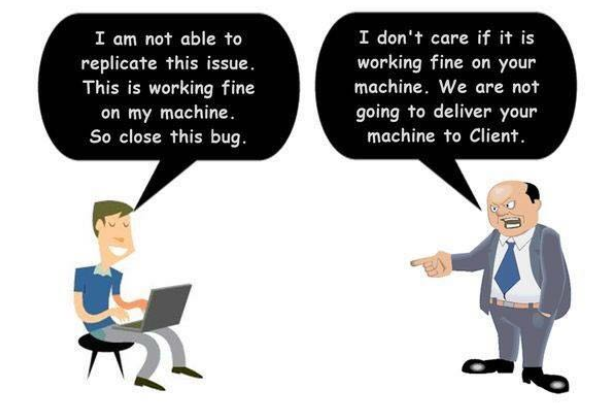 I am not able to
replicate this issue.
This is working fine
on my machine.
So close this bug.
I don't care if it is
working fine on your
machine. We are not
going to deliver your
machine to Client.